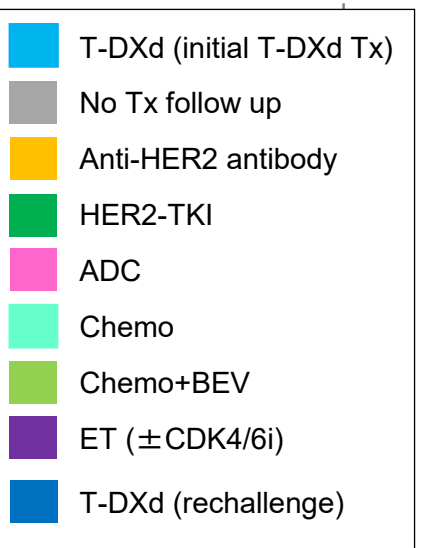 T-DXd (initial T-DXd Tx)
No Tx follow up
Anti-HER2 antibody
HER2-TKI
ADC
Chemo
Chemo+BEV
ET (±CDK4/6i)
T-DXd (rechallenge)